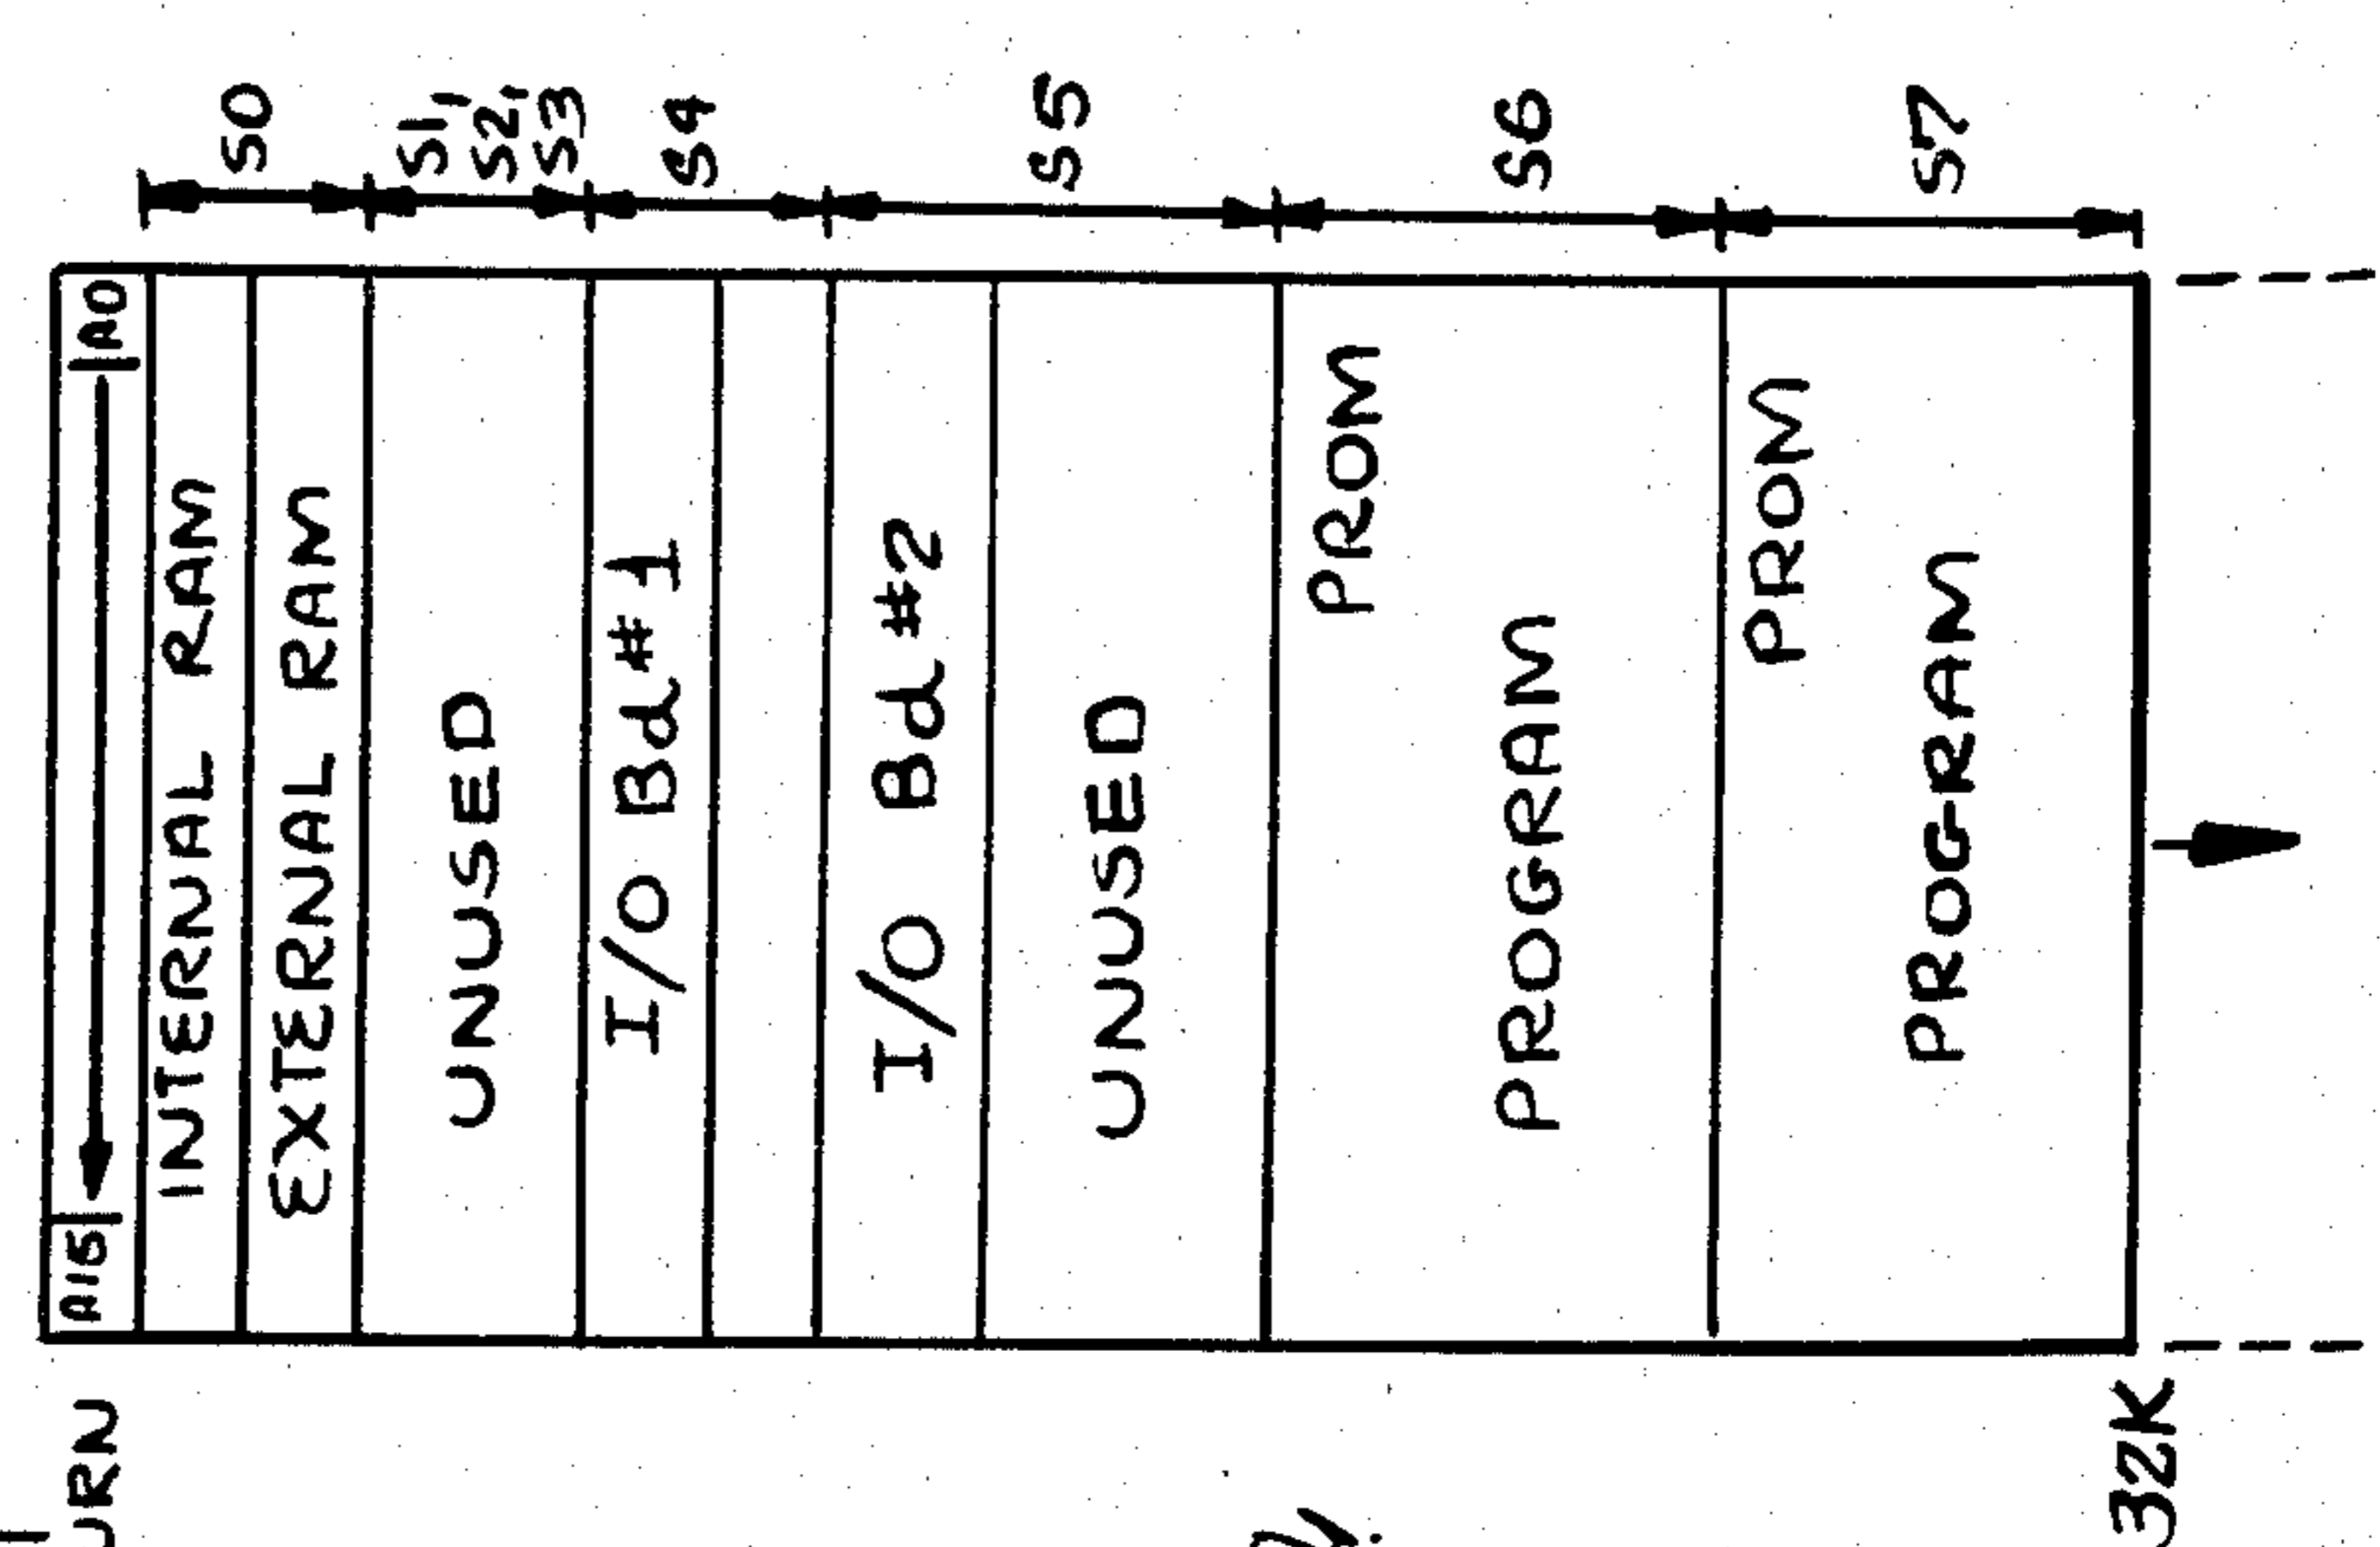 A15 A0
INTERNAL RAM
EXTERNAL RAM
UNUSED
I/O Bd #1
I/O Bd #2
UNUSED
PROM
PROGRAM
PROM
PROGRAM
S0
S1,
S2,
S3
S4
S5
S6
S7
URN
32K